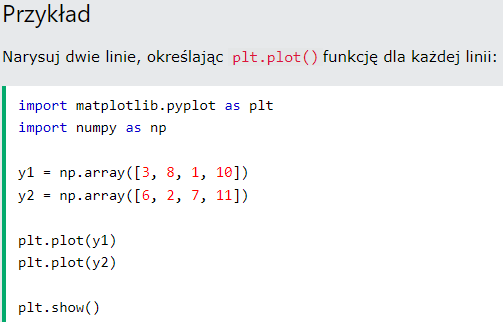 Przykład
Narysuj dwie linie, określając plt.plot() funkcję dla każdej linii:
import matplotlib.pyplot as plt
import numpy as np
y1 = np.array([3, 8, 1, 10])
y2 = np.array([6, 2, 7, 11])
plt.plot(y1)
plt.plot(y2)
plt.show()